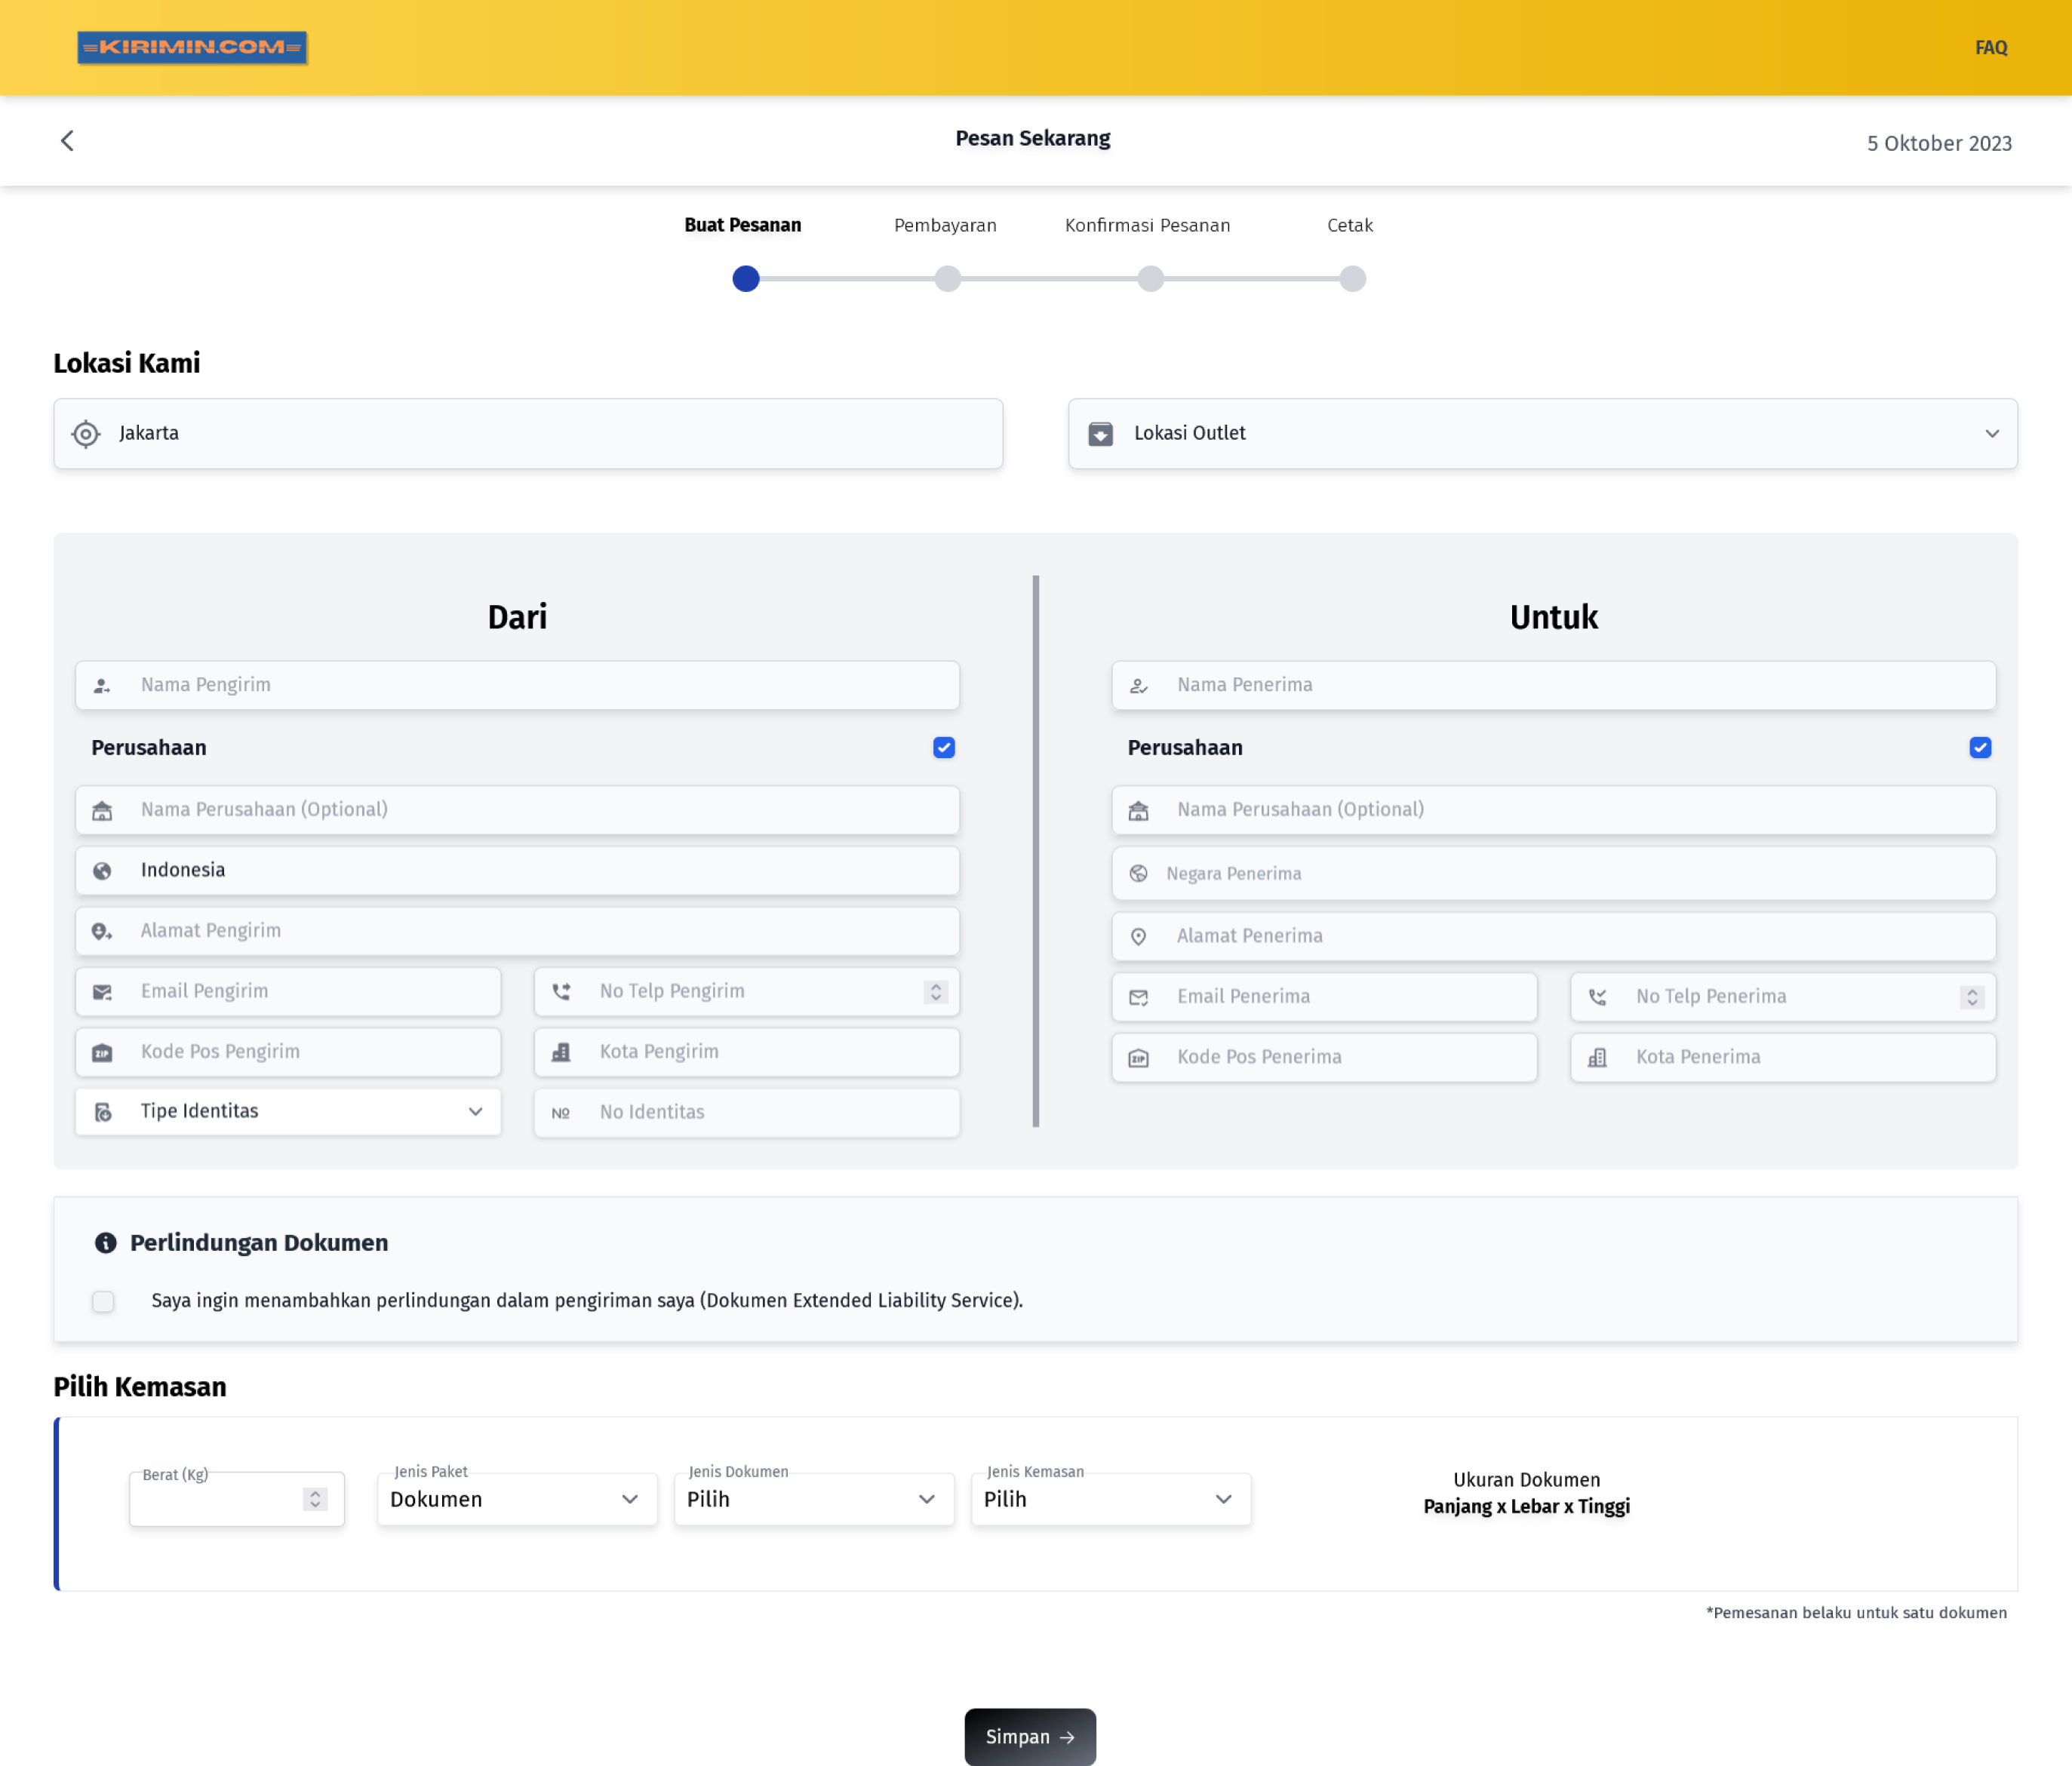 KIRIMIN.COM
FAQ
Pesan Sekarang
5 Oktober 2023
Buat Pesanan
Pembayaran
Konfirmasi Pesanan
Cetak
Lokasi Kami
Jakarta
Lokasi Outlet
Dari
Nama Pengirim
Perusahaan
Nama Perusahaan (Optional)
Indonesia
Alamat Pengirim
Email Pengirim
No Telp Pengirim
ZIP
Kode Pos Pengirim
Kota Pengirim
Tipe Identitas
Nº
No Identitas
Untuk
Nama Penerima
Perusahaan
Nama Perusahaan (Optional)
Negara Penerima
Alamat Penerima
Email Penerima
No Telp Penerima
ZIP
Kode Pos Penerima
Kota Penerima
Perlindungan Dokumen
Saya ingin menambahkan perlindungan dalam pengiriman saya (Dokumen Extended Liability Service).
Pilih Kemasan
Berat (Kg)
Jenis Paket
Dokumen
Jenis Dokumen
Pilih
Jenis Kemasan
Pilih
Ukuran Dokumen
Panjang x Lebar x Tinggi
*Pemesanan belaku untuk satu dokumen
Simpan →